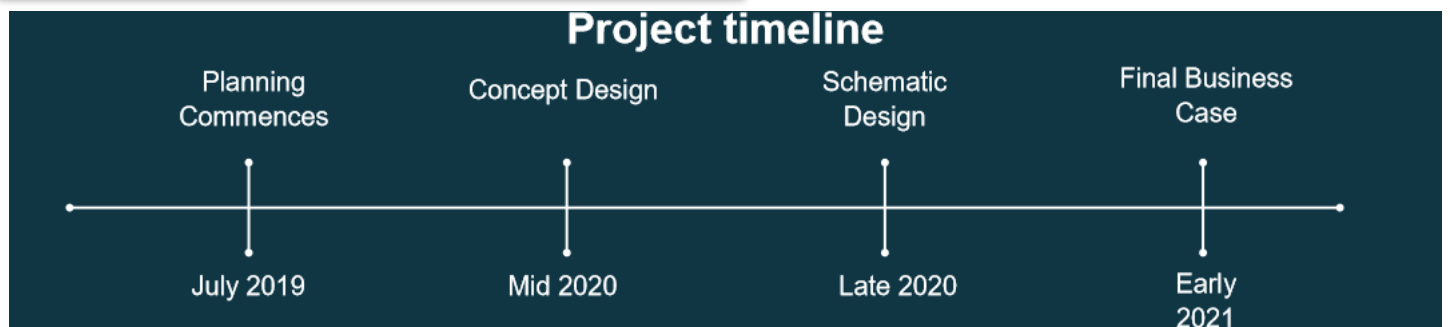 Project timeline
Planning
Commences
Concept Design
Schematic
Design
Final Business
Case
July 2019
Mid 2020
Late 2020
Early
2021